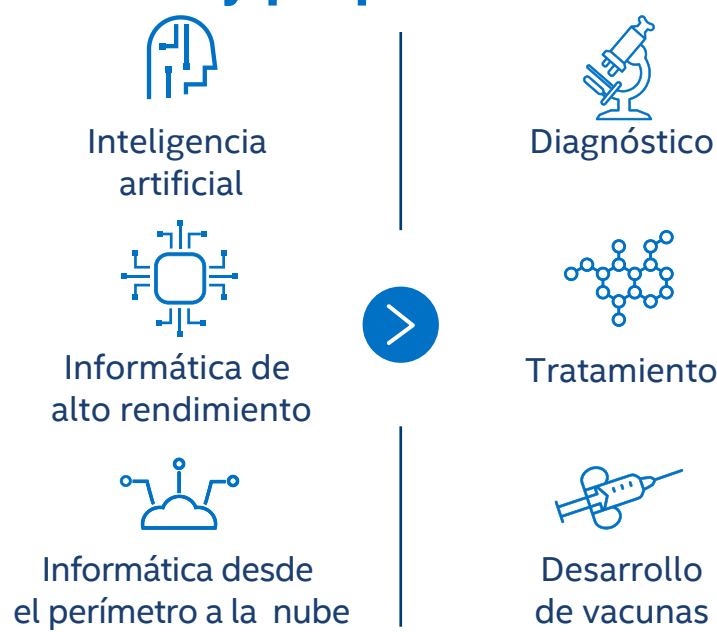 Inteligencia
artificial
Informática de
alto rendimiento
Informática desde
el perímetro a la nube
Diagnóstico
Tratamiento
Desarrollo
de vacunas